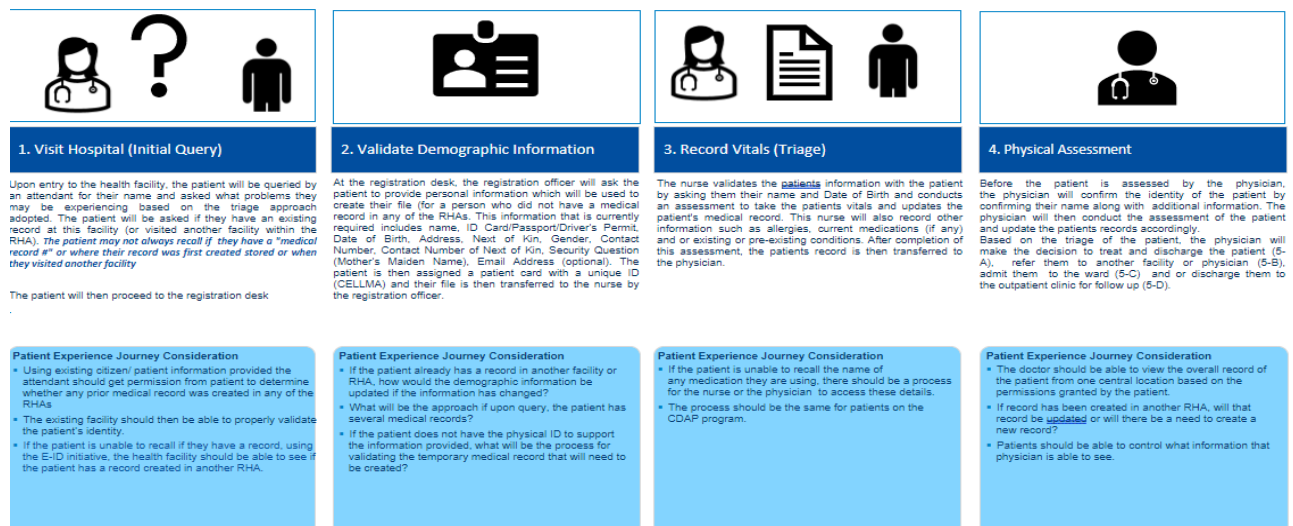 1. Visit Hospital (Initial Query)
Upon entry to the health facility, the patient will be queried by
an attendant for their name and asked what problems they
may be experiencing based on the triage approach
adopted. The patient will be asked if they have an existing
record at this facility (or visited another facility within the
RHA). The patient may not always recall if they have a "medical
record #" or where their record was first created stored or when
they visited another facility
The patient will then proceed to the registration desk
.
Patient Experience Journey Consideration
▪ Using existing citizen/ patient information provided the
attendant should get permission from patient to determine
whether any prior medical record was created in any of the
RHAs
▪ The existing facility should then be able to properly validate
the patient's identity.
▪ If the patient is unable to recall if they have a record, using
the E-ID initiative, the health facility should be able to see if
the patient has a record created in another RHA.
2. Validate Demographic Information
At the registration desk, the registration officer will ask the
patient to provide personal information which will be used to
create their file (for a person who did not have a medical
record in any of the RHAs. This information that is currently
required includes name, ID Card/Passport/Driver's Permit,
Date of Birth, Address, Next of Kin, Gender, Contact
Number, Contact Number of Next of Kin, Security Question
(Mother's Maiden Name), Email Address (optional). The
patient is then assigned a patient card with a unique ID
(CELLMA) and their file is then transferred to the nurse by
the registration officer.
Patient Experience Journey Consideration
▪ If the patient already has a record in another facility or
RHA, how would the demographic information be
updated if the information has changed?
▪ What will be the approach if upon query, the patient has
several medical records?
▪ If the patient does not have the physical ID to support
the information provided, what will be the process for
validating the temporary medical record that will need to
be created?
3. Record Vitals (Triage)
The nurse validates the patients information with the patient
by asking them their name and Date of Birth and conducts
an assessment to take the patients vitals and updates the
patient's medical record. This nurse will also record other
information such as allergies, current medications (if any)
and or existing or pre-existing conditions. After completion of
this assessment, the patients record is then transferred to
the physician.
Patient Experience Journey Consideration
▪ If the patient is unable to recall the name of
any medication they are using, there should be a process
for the nurse or the physician to access these details.
▪ The process should be the same for patients on the
CDAP program.
4. Physical Assessment
Before the patient is assessed by the physician,
the physician will confirm the identity of the patient by
confirming their name along with additional information. The
physician will then conduct the assessment of the patient
and update the patients records accordingly.
Based on the triage of the patient, the physician will
make the decision to treat and discharge the patient (5-
A), refer them to another facility or physician (5-B),
admit them to the ward (5-C) and or discharge them to
the outpatient clinic for follow up (5-D).
Patient Experience Journey Consideration
▪ The doctor should be able to view the overall record of
the patient from one central location based on the
permissions granted by the patient.
▪ If record has been created in another RHA, will that
record be updated or will there be a need to create a
new record?
▪ Patients should be able to control what information that
physician is able to see.